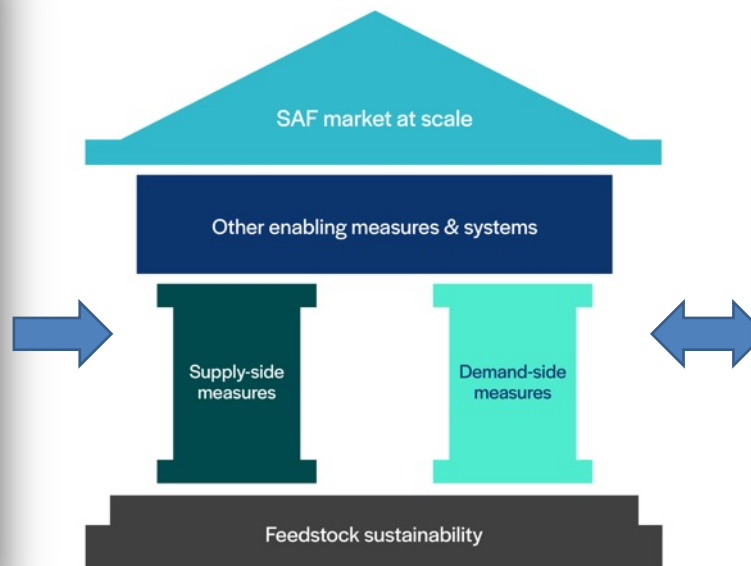 SAF market at scale
Other enabling measures & systems
Supply-side
measures
Demand-side
measures
Feedstock sustainability